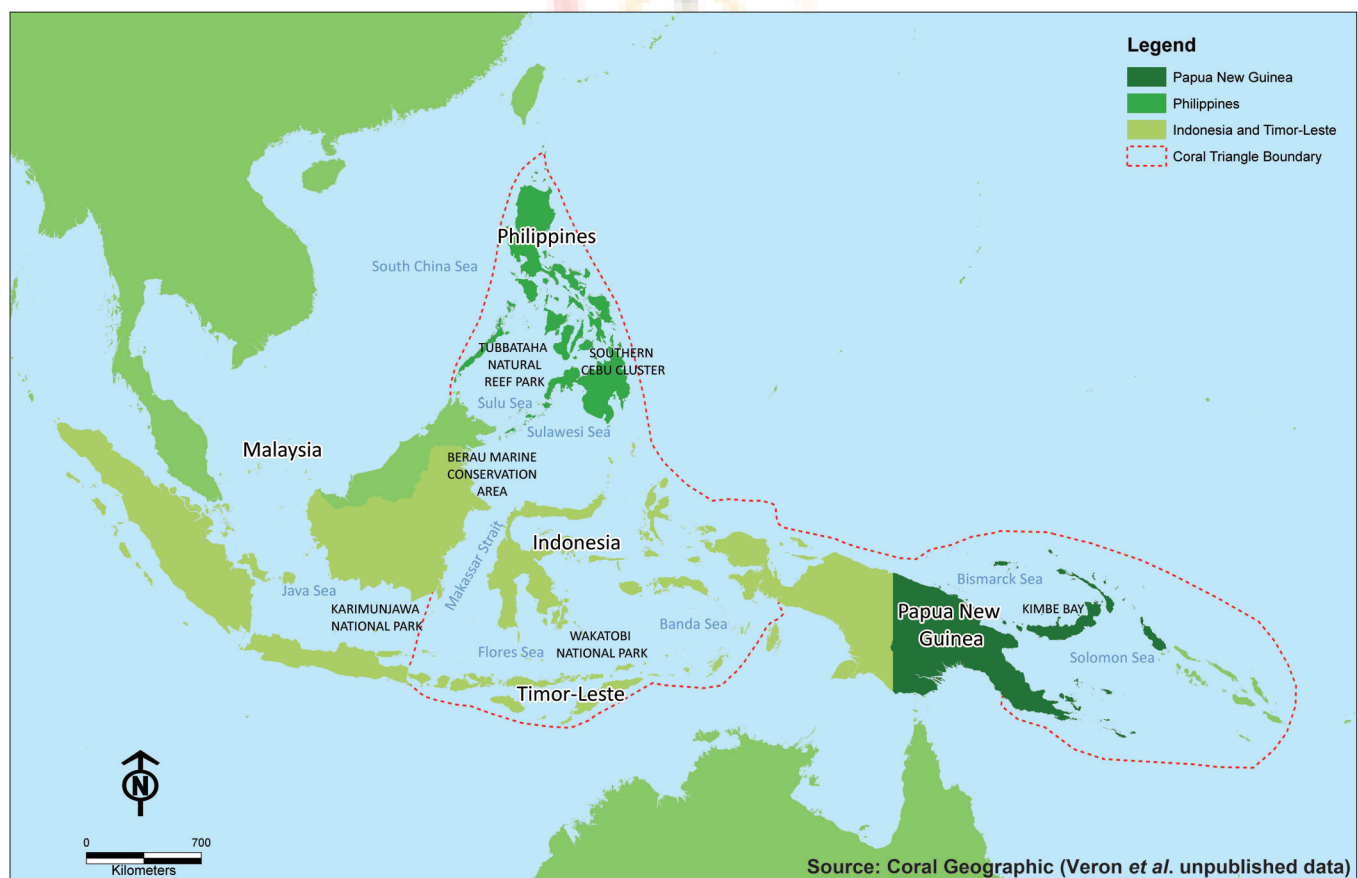 Legend
Papua New Guinea
Philippines
Indonesia and Timor-Leste
Coral Triangle Boundary
Philippines
South China Sea
TUBBATAHA
NATURAL
REEF PARK
SOUTHERN
CEBU CLUSTER
Sulu Sea
Sulawesi Sea
Malaysia
BERAU MARINE
CONSERVATION
AREA
Makassar Strait
Indonesia
Java Sea
KARIMUNJAWA
NATIONAL PARK
Flores Sea
WAKATOBI
NATIONAL PARK
Banda Sea
Timor-Leste
Bismarck Sea
Papua New
Guinea
KIMBE BAY
Solomon Sea
N
0 700
Kilometers
Source: Coral Geographic (Veron et al. unpublished data)